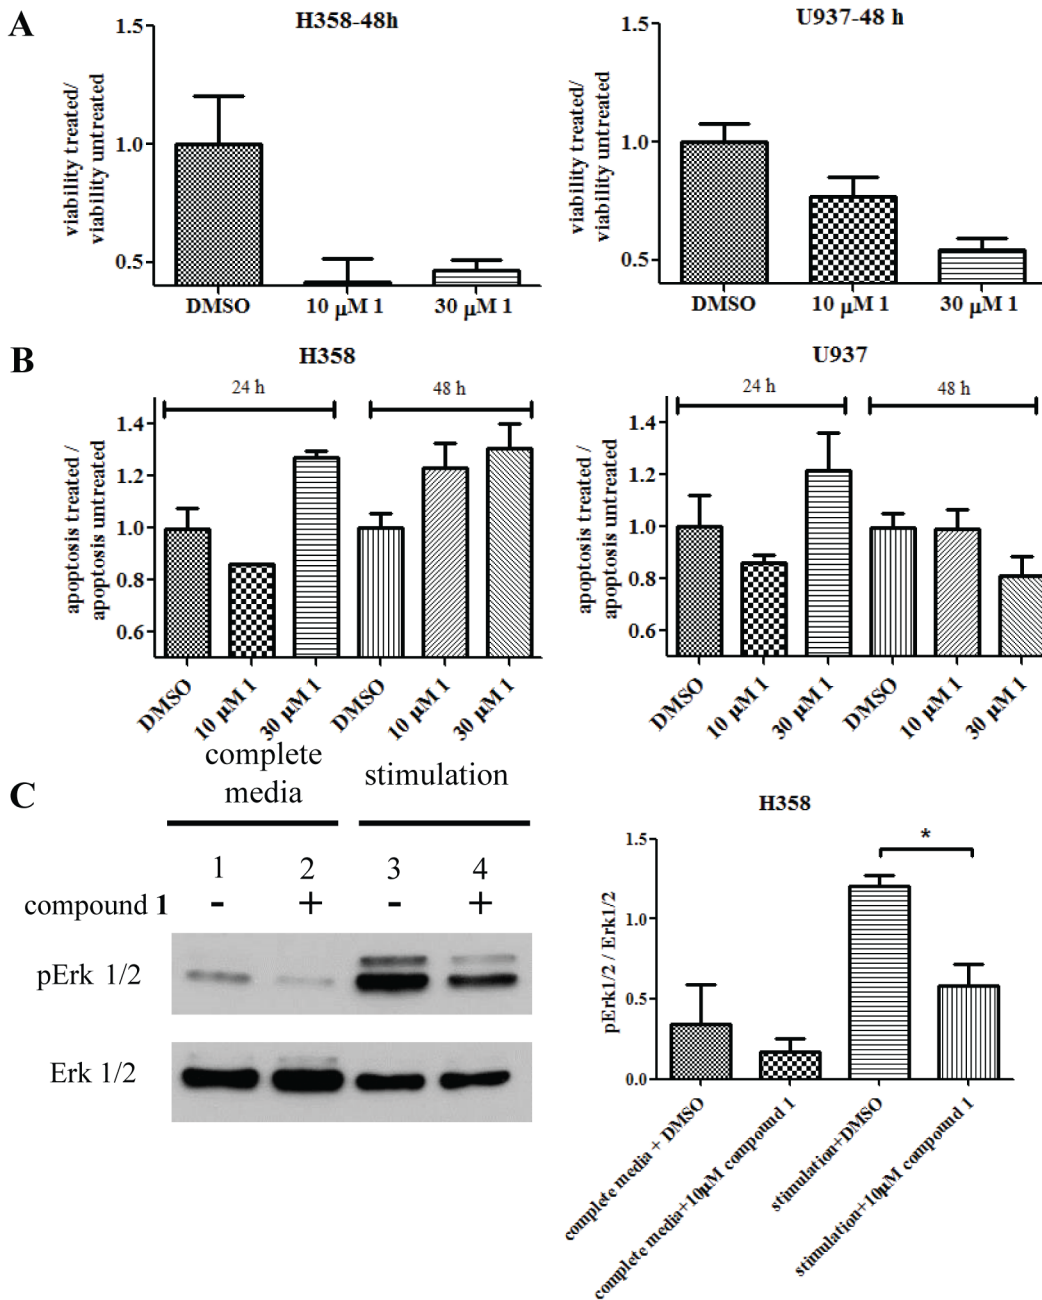 A
H358-48h
viability treated/
viability untreated
1.5
1.0
0.5
DMSO
10 µM 1
30 µM 1
U937-48 h
viability treated/
viability untreated
1.5
1.0
0.5
DMSO
10 µM 1
30 µM 1
B
H358
24 h
48 h
apoptosis treated /
apoptosis untreated
1.4
1.2
1.0
0.8
0.6
DMSO
10 µM 1
30 µM 1
DMSO
10 µM 1
30 µM 1
U937
24 h
48 h
apoptosis treated /
apoptosis untreated
1.4
1.2
1.0
0.8
0.6
DMSO
10 µM 1
30 µM 1
DMSO
10 µM 1
30 µM 1
C
complete
media
stimulation
1 2 3 4
compound 1 - + - +
pErk 1/2
Erk 1/2
H358
*
pErk1/2 / Erk1/2
1.5
1.0
0.5
0.0
complete media + DMSO
complete media+10µM compound 1
stimulation+DMSO
stimulation+10µM compound 1